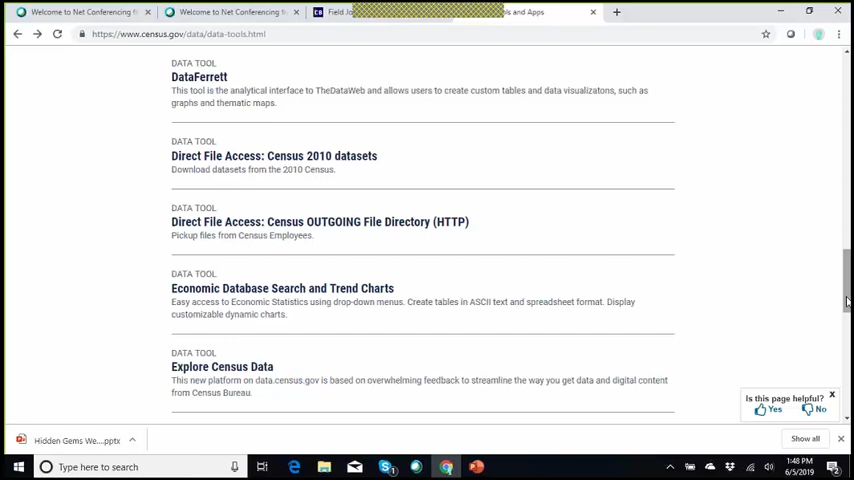 Welcome to Net Conferencing fr
Welcome to Net Conferencing fr
Field Jo
ols and Apps
https://www.census.gov/data/data-tools.html
DATA TOOL
DataFerrett
This tool is the analytical interface to TheDataWeb and allows users to create custom tables and data visualizatons, such as
graphs and thematic maps.
DATA TOOL
Direct File Access: Census 2010 datasets
Download datasets from the 2010 Census.
DATA TOOL
Direct File Access: Census OUTGOING File Directory (HTTP)
Pickup files from Census Employees.
DATA TOOL
Economic Database Search and Trend Charts
Easy access to Economic Statistics using drop-down menus. Create tables in ASCII text and spreadsheet format. Display
customizable dynamic charts.
DATA TOOL
Explore Census Data
This new platform on data.census.gov is based on overwhelming feedback to streamline the way you get data and digital content
from Census Bureau.
Is this page helpful? X
Yes No
Hidden Gems We....pptx
Show all
Type here to search
1:48 PM
6/5/2019